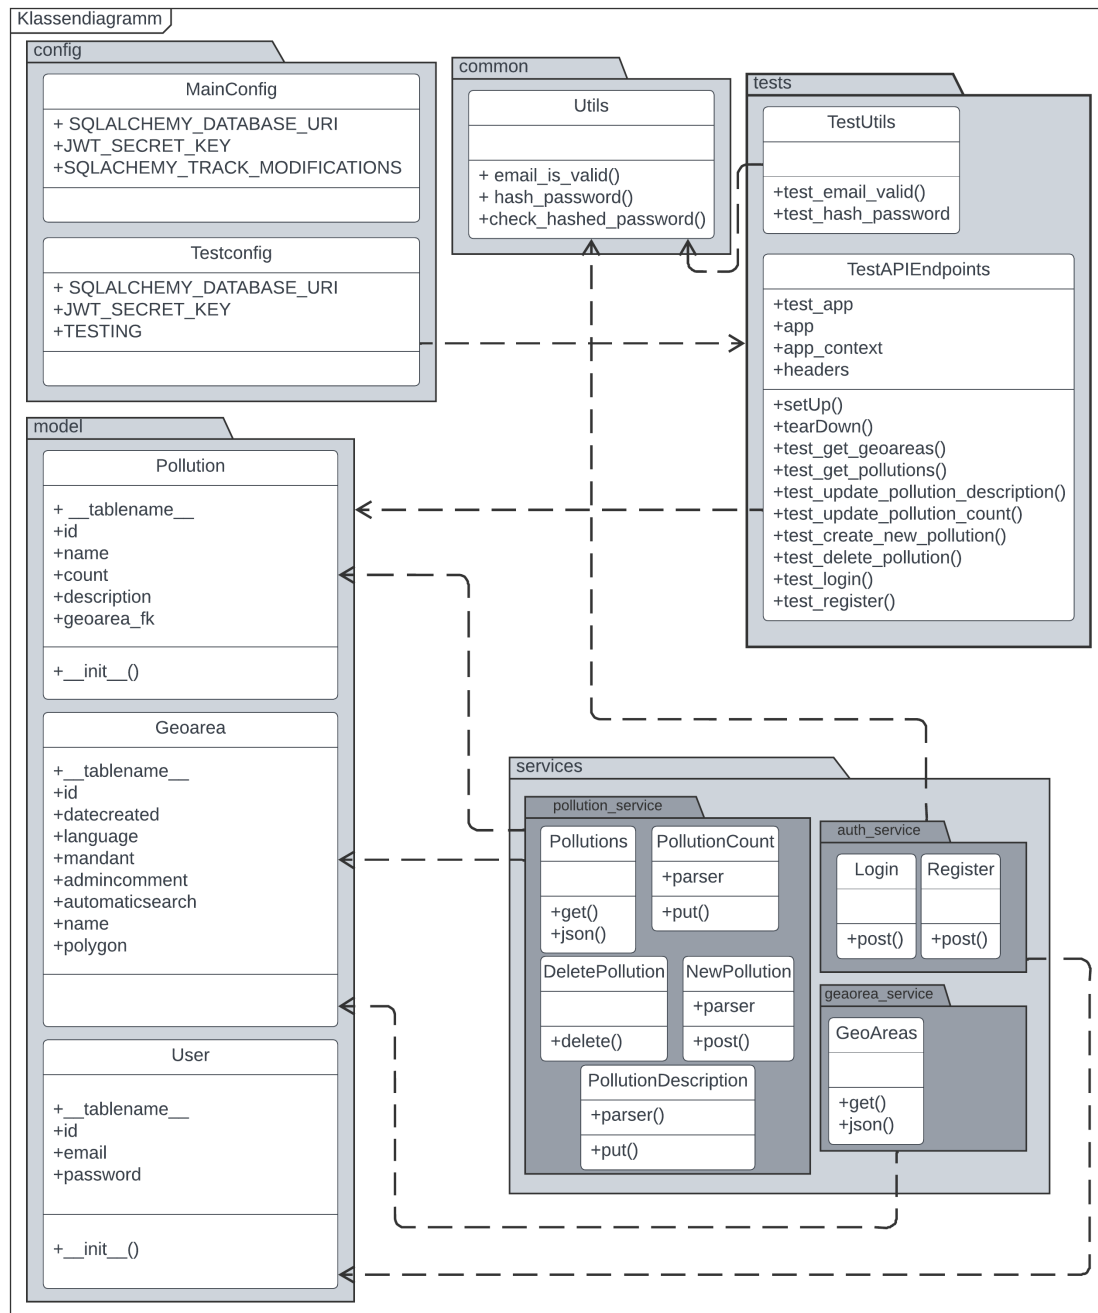 Klassendiagramm
config
MainConfig
+ SQLALCHEMY_DATABASE_URI
+JWT_SECRET_KEY
+SQLACHEMY_TRACK_MODIFICATIONS
Testconfig
+ SQLALCHEMY_DATABASE_URI
+JWT_SECRET_KEY
+TESTING
common
Utils
+ email_is_valid()
+ hash_password()
+check_hashed_password()
tests
TestUtils
+test_email_valid()
+test_hash_password
TestAPIEndpoints
+test_app
+app
+app_context
+headers
+setUp()
+tearDown()
+test_get_geoareas()
+test_get_pollutions()
+test_update_pollution_description()
+test_update_pollution_count()
+test_create_new_pollution()
+test_delete_pollution()
+test_login()
+test_register()
model
Pollution
+ __tablename__
+id
+name
+count
+description
+geoarea_fk
+__init__()
Geoarea
+__tablename__
+id
+datecreated
+language
+mandant
+admincomment
+automaticsearch
+name
+polygon
User
+__tablename__
+id
+email
+password
+__init__()
services
pollution_service
Pollutions
+get()
+json()
PollutionCount
+parser
+put()
DeletePollution
+delete()
NewPollution
+parser
+post()
PollutionDescription
+parser()
+put()
auth_service
Login
+post()
Register
+post()
geaorea_service
GeoAreas
+get()
+json()